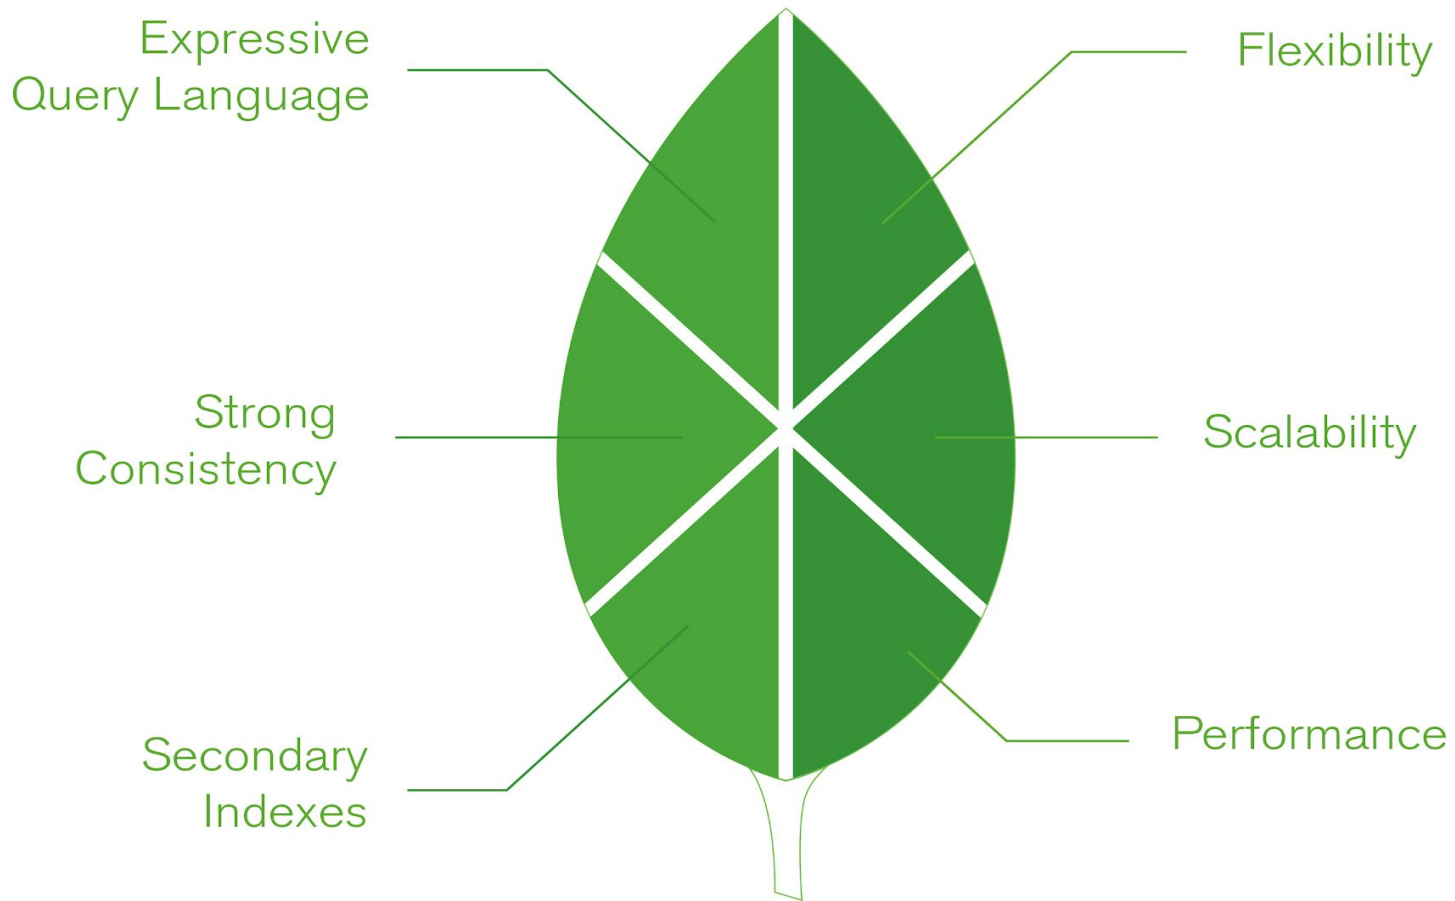 Expressive
Query Language
Flexibility
Strong
Consistency
Scalability
Secondary
Indexes
Performance